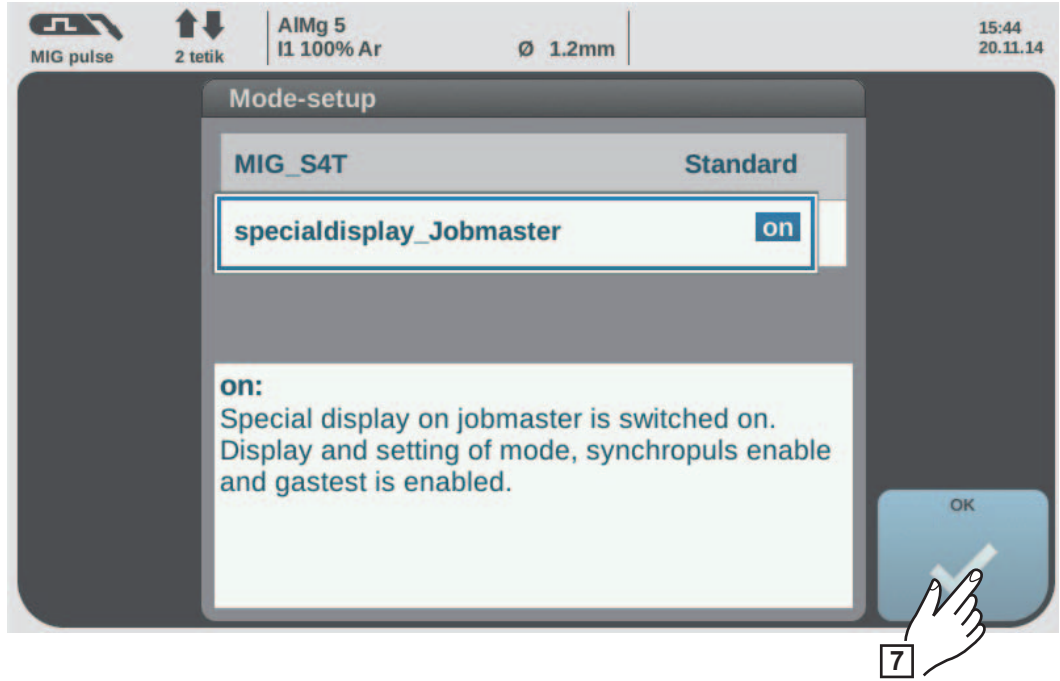 MIG pulse
2 tetik
AlMg 5
I1 100% Ar Ø 1.2mm
15:44
20.11.14
Mode-setup
MIG_S4T Standard
specialdisplay_Jobmaster on
on:
Special display on jobmaster is switched on.
Display and setting of mode, synchropuls enable
and gastest is enabled.
OK
7